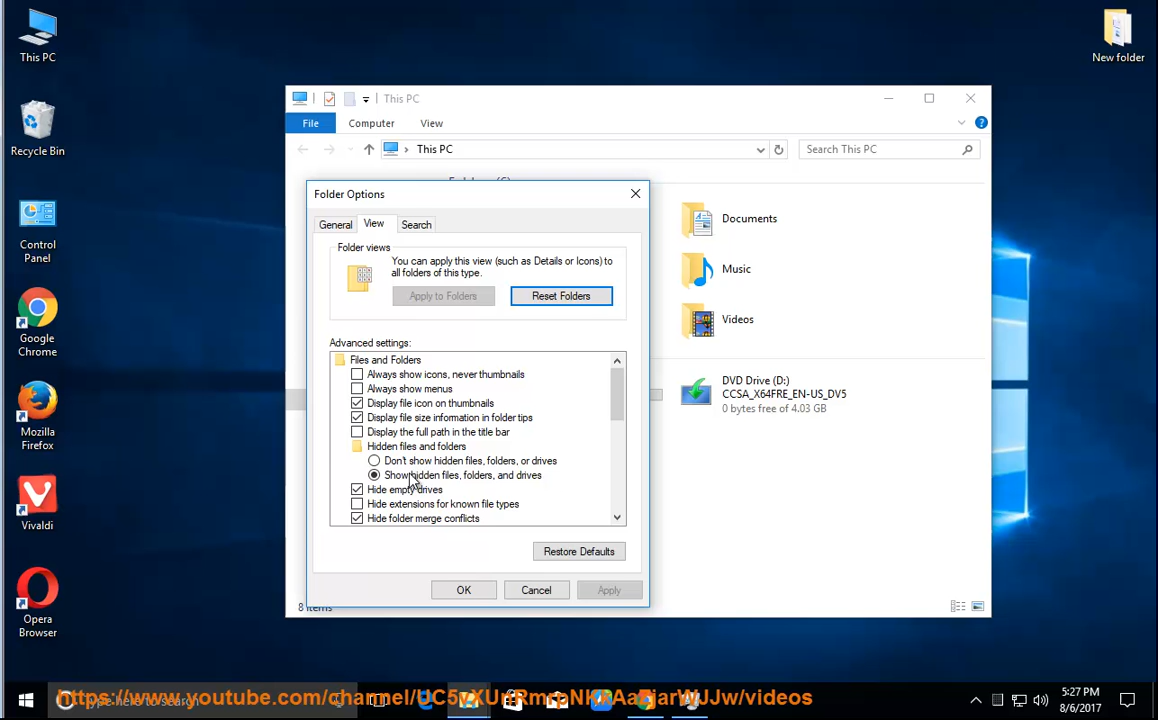 This PC
New folder
Recycle Bin
Control
Panel
Google
Chrome
Mozilla
Firefox
Vivaldi
Opera
Browser
This PC
File
Computer
View
This PC
Search This PC
Folder Options
General
View
Search
Folder views
You can apply this view (such as Details or Icons) to
all folders of this type.
Apply to Folders
Reset Folders
Advanced settings:
Files and Folders
Always show icons, never thumbnails
Always show menus
Display file icon on thumbnails
Display file size information in folder tips
Display the full path in the title bar
Hidden files and folders
Don't show hidden files, folders, or drives
Show hidden files, folders, and drives
Hide empty drives
Hide extensions for known file types
Hide folder merge conflicts
Restore Defaults
OK
Cancel
Apply
Documents
Music
Videos
DVD Drive (D:)
CCSA_X64FRE_EN-US_DV5
0 bytes free of 4.03 GB
8 items
5:27 PM
8/6/2017